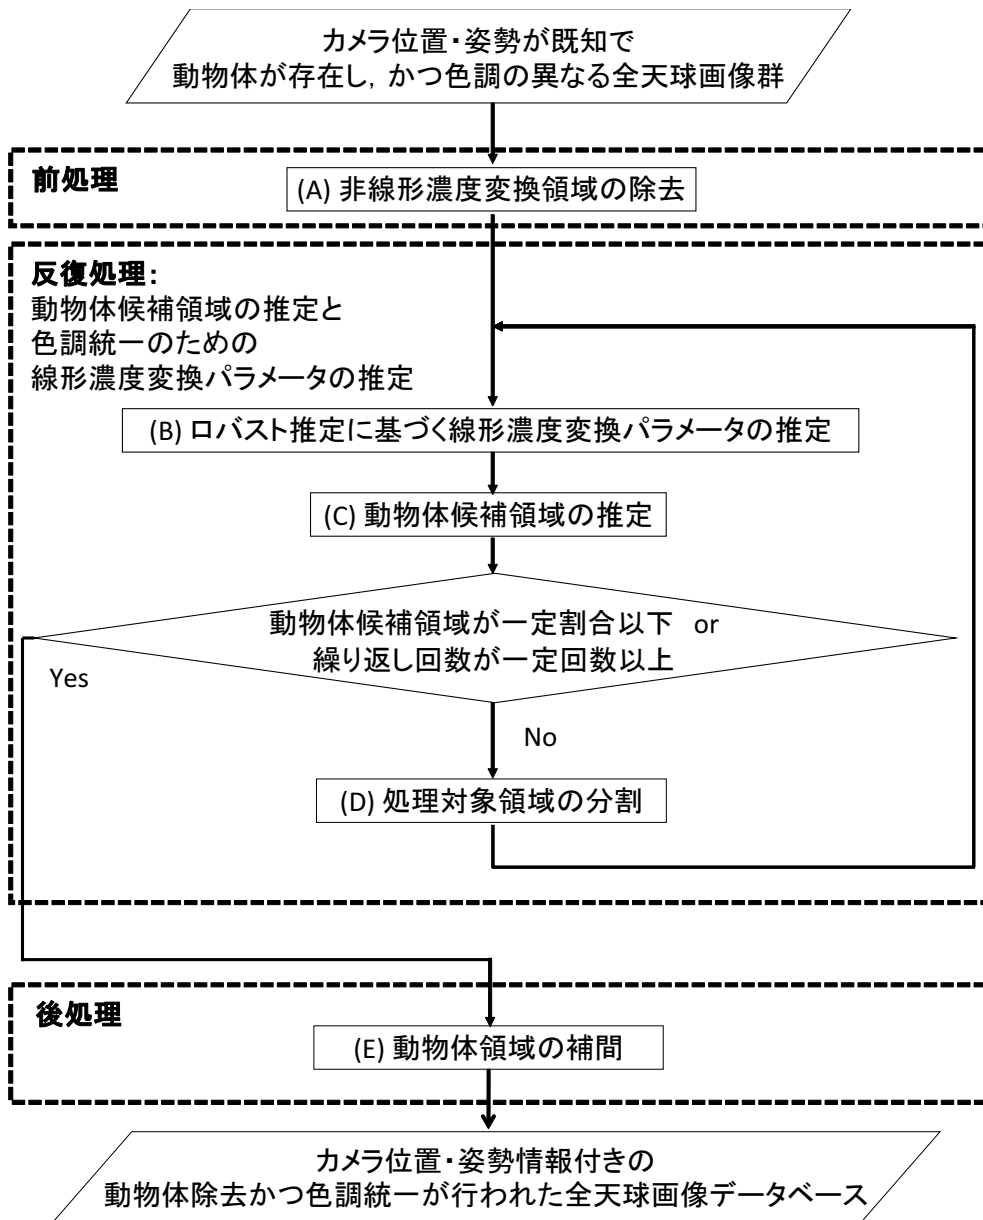 カメラ位置・姿勢が既知で
動物体が存在し，かつ色調の異なる全天球画像群
前処理
(A) 非線形濃度変換領域の除去
反復処理：
動物体候補領域の推定と
色調統一のための
線形濃度変換パラメータの推定
(B) ロバスト推定に基づく線形濃度変換パラメータの推定
(C) 動物体候補領域の推定
動物体候補領域が一定割合以下 or
繰り返し回数が一定回数以上
Yes
No
(D) 処理対象領域の分割
後処理
(E) 動物体領域の補間
カメラ位置・姿勢情報付きの
動物体除去かつ色調統一が行われた全天球画像データベース